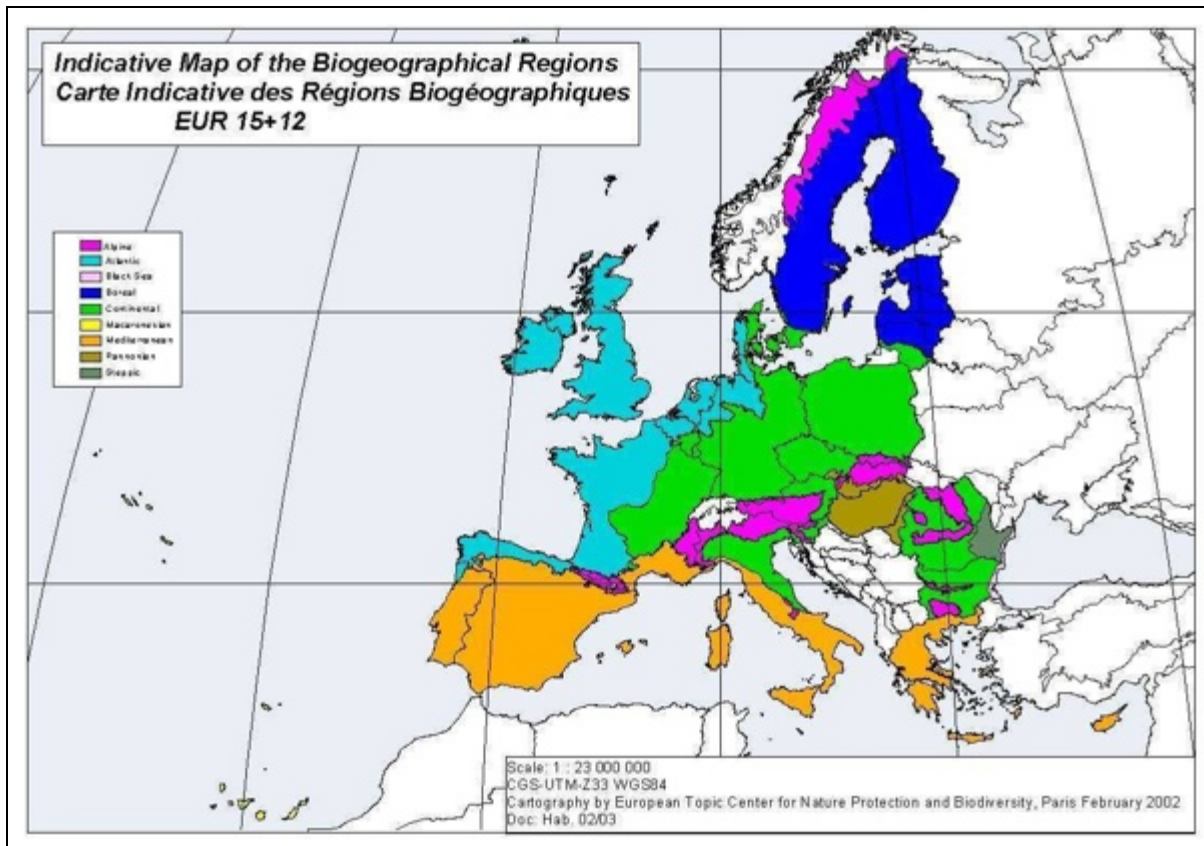 Indicative Map of the Biogeographical Regions
Carte Indicative des Régions Biogéographiques
EUR 15+12
Alpine
Atlantic
Black Sea
Boreal
Continental
Macaronesian
Mediterranean
Pannonian
Steppic
Scale: 1 : 23 000 000
CGS-UTM-Z33 WGS84
Cartography by European Topic Center for Nature Protection and Biodiversity, Paris February 2002
Doc: Hab. 02/03